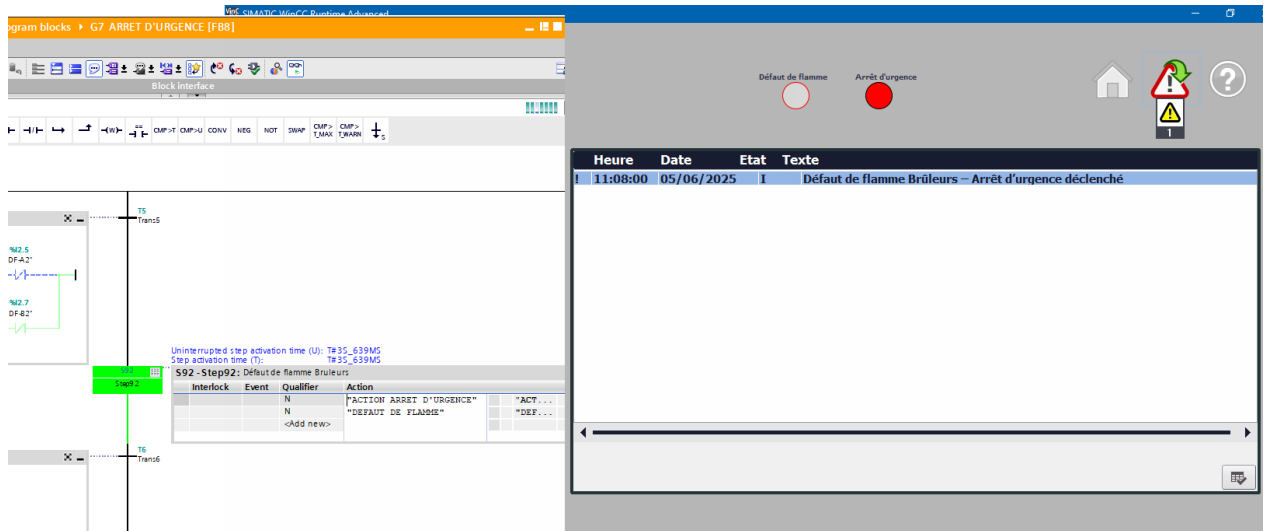 SIMATIC WinCC Runtime Advanced
ogram blocks ▸ G7 ARRET D'URGENCE [FB8]
Block interface
CMP>T CMP>U CONV NEG NOT SWAP CMP> T_MAX CMP> T_WARN S
T5
Trans5
%I2.5
DF-A2"
%I2.7
DF-B2"
Uninterrupted step activation time (U): T#3S_639MS
Step activation time (T): T#3S_639MS
S92
Step92
S92 -Step92: Défaut de flamme Bruleurs
Interlock Event Qualifier Action
N "ACTION ARRET D'URGENCE" "ACT...
N "DEFAUT DE FLAMME" "DEF...
<Add new>
T6
Trans6
Défaut de flamme Arrêt d'urgence
?
1
Heure Date Etat Texte
! 11:08:00 05/06/2025 I Défaut de flamme Brûleurs – Arrêt d’urgence déclenché